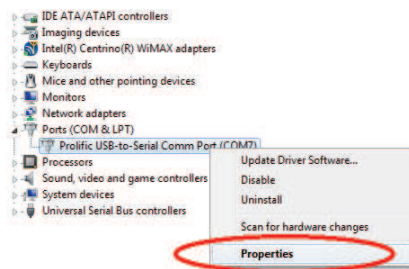 IDE ATA/ATAPI controllers
Imaging devices
Intel(R) Centrino(R) WiMAX adapters
Keyboards
Mice and other pointing devices
Monitors
Network adapters
Ports (COM & LPT)
Prolific USB-to-Serial Comm Port (COM7)
Processors
Sound, video and game controllers
System devices
Universal Serial Bus controllers
Update Driver Software...
Disable
Uninstall
Scan for hardware changes
Properties